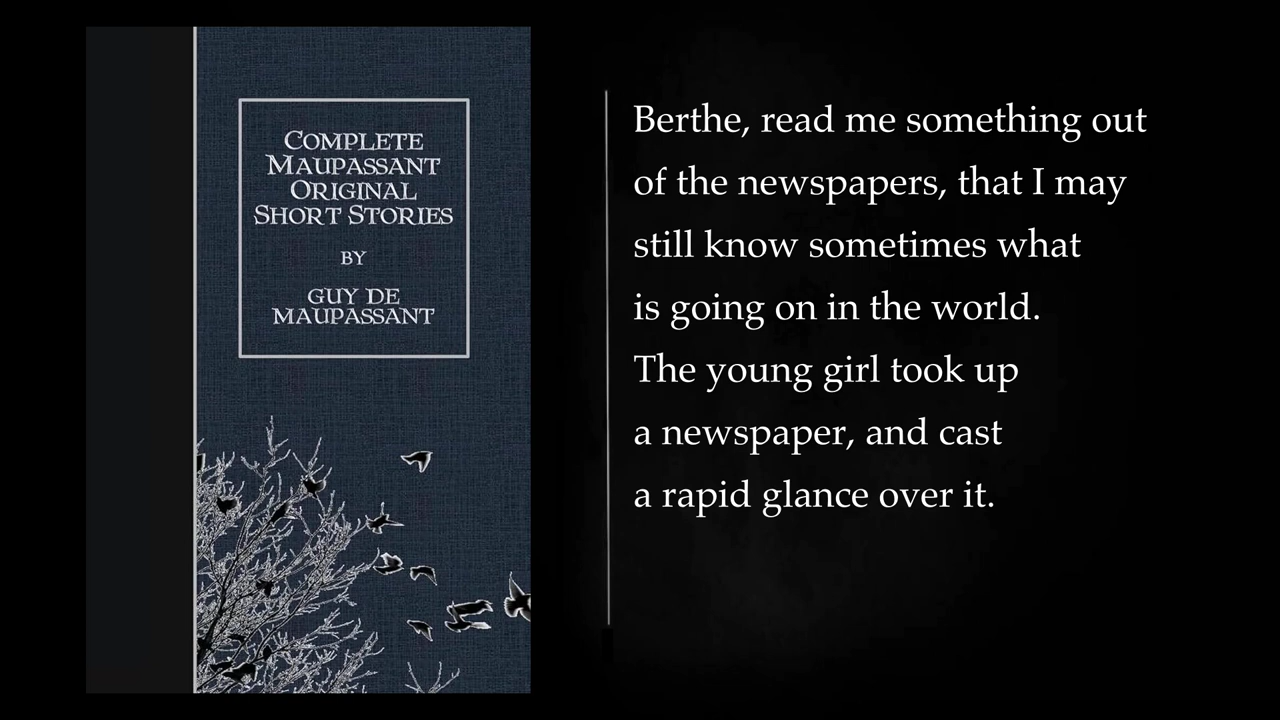 COMPLETE
MAUPASSANT
ORIGINAL
SHORT STORIES
BY
GUY DE
MAUPASSANT
Berthe, read me something out
of the newspapers, that I may
still know sometimes what
is going on in the world.
The young girl took up
a newspaper, and cast
a rapid glance over it.